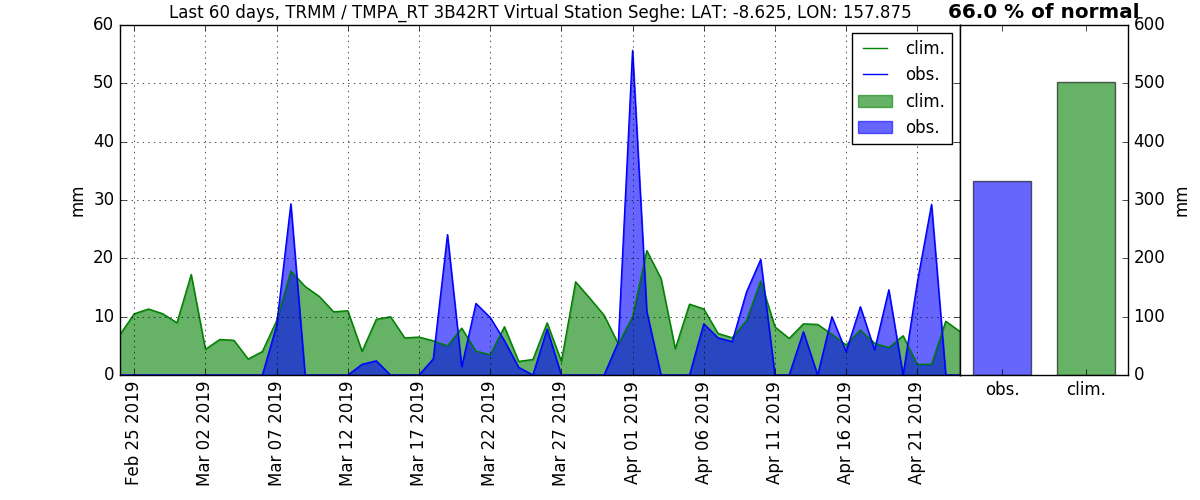 Last 60 days, TRMM / TMPA_RT 3B42RT Virtual Station Seghe: LAT: -8.625, LON: 157.875
66.0 % of normal
60
50
40
30
20
10
0
mm
clim.
obs.
clim.
obs.
600
500
400
300
200
100
0
mm
obs.
clim.
Feb 25 2019
Mar 02 2019
Mar 07 2019
Mar 12 2019
Mar 17 2019
Mar 22 2019
Mar 27 2019
Apr 01 2019
Apr 06 2019
Apr 11 2019
Apr 16 2019
Apr 21 2019